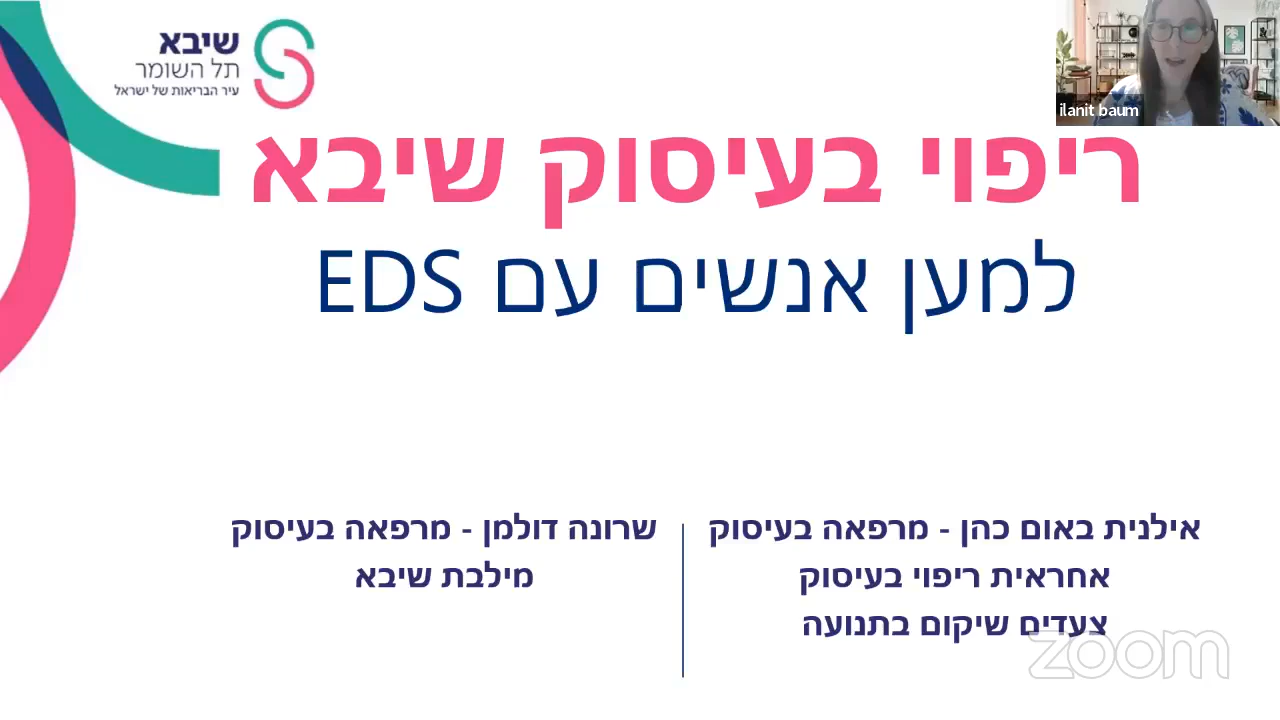 שיבא
תל השומר
עיר הבריאות של ישראל
ilanit baum
ריפוי בעיסוק שיבא
למען אנשים עם EDS
אילנית באום כהן - מרפאה בעיסוק
אחראית ריפוי בעיסוק
צעדים שיקום בתנועה
שרונה דולמן - מרפאה בעיסוק
מילבת שיבא
zoom